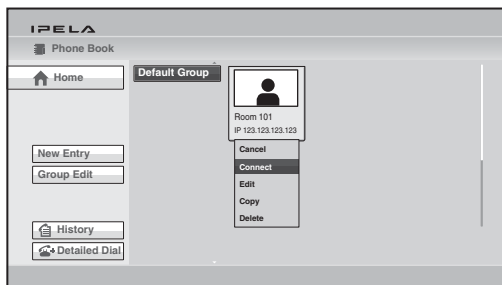 IPELA
Phone Book
Home
Default Group
Room 101
IP 123.123.123.123
Cancel
Connect
Edit
Copy
Delete
New Entry
Group Edit
History
Detailed Dial